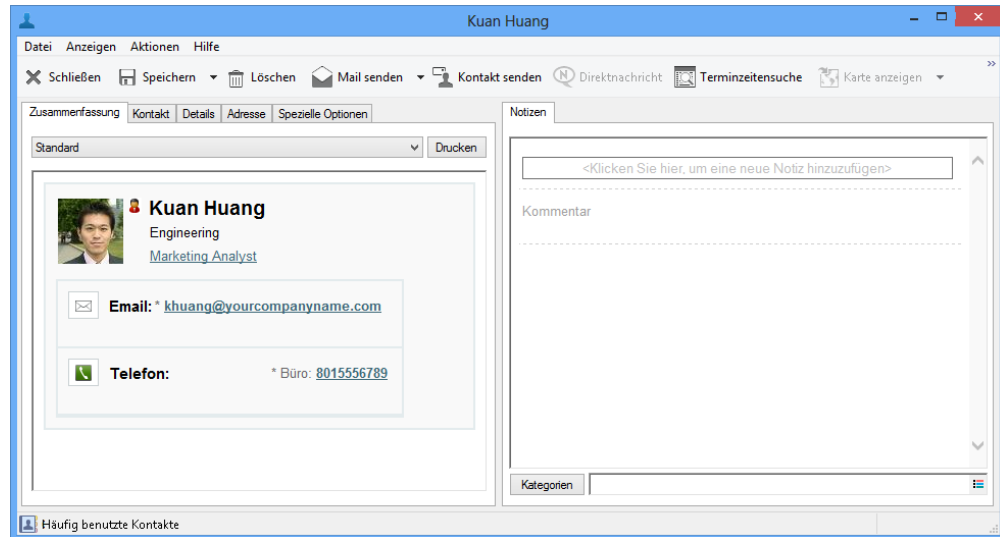 Kuan Huang
Datei Anzeigen Aktionen Hilfe
Schließen Speichern Löschen Mail senden Kontakt senden Direktnachricht Terminzeitensuche Karte anzeigen »
Zusammenfassung Kontakt Details Adresse Spezielle Optionen
Notizen
Standard Drucken
Kuan Huang
Engineering
Marketing Analyst
Email: * khuang@yourcompanyname.com
Telefon: * Büro: 8015556789
<Klicken Sie hier, um eine neue Notiz hinzuzufügen>
Kommentar
Kategorien
Häufig benutzte Kontakte